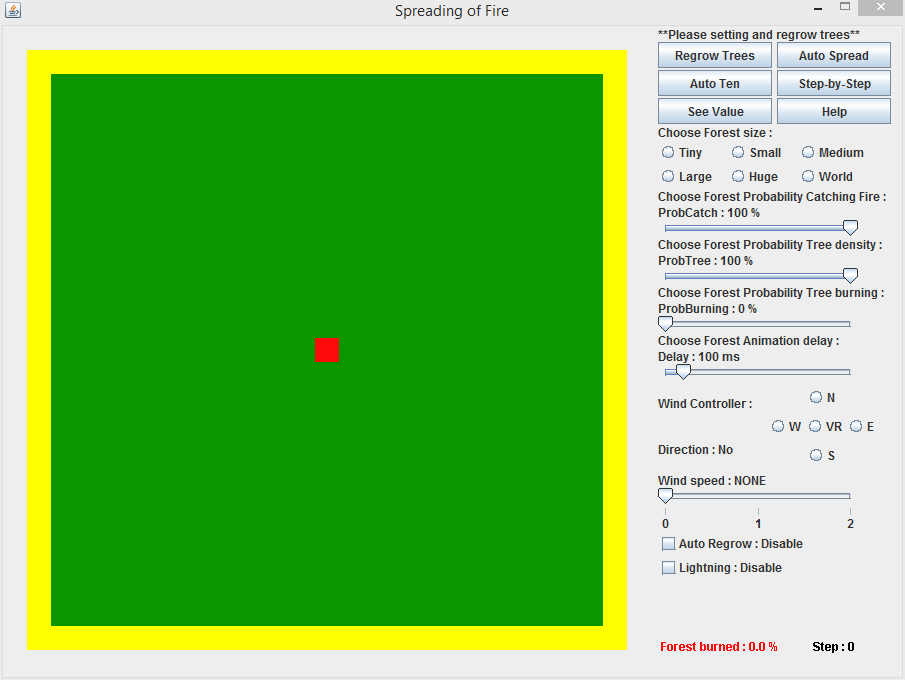 Spreading of Fire
**Please setting and regrow trees**
Regrow Trees Auto Spread
Auto Ten Step-by-Step
See Value Help
Choose Forest size :
Tiny Small Medium
Large Huge World
Choose Forest Probability Catching Fire :
ProbCatch : 100 %
Choose Forest Probability Tree density :
ProbTree : 100 %
Choose Forest Probability Tree burning :
ProbBurning : 0 %
Choose Forest Animation delay :
Delay : 100 ms
N
Wind Controller :
W VR E
Direction : No
S
Wind speed : NONE
0 1 2
Auto Regrow : Disable
Lightning : Disable
Forest burned : 0.0 % Step : 0